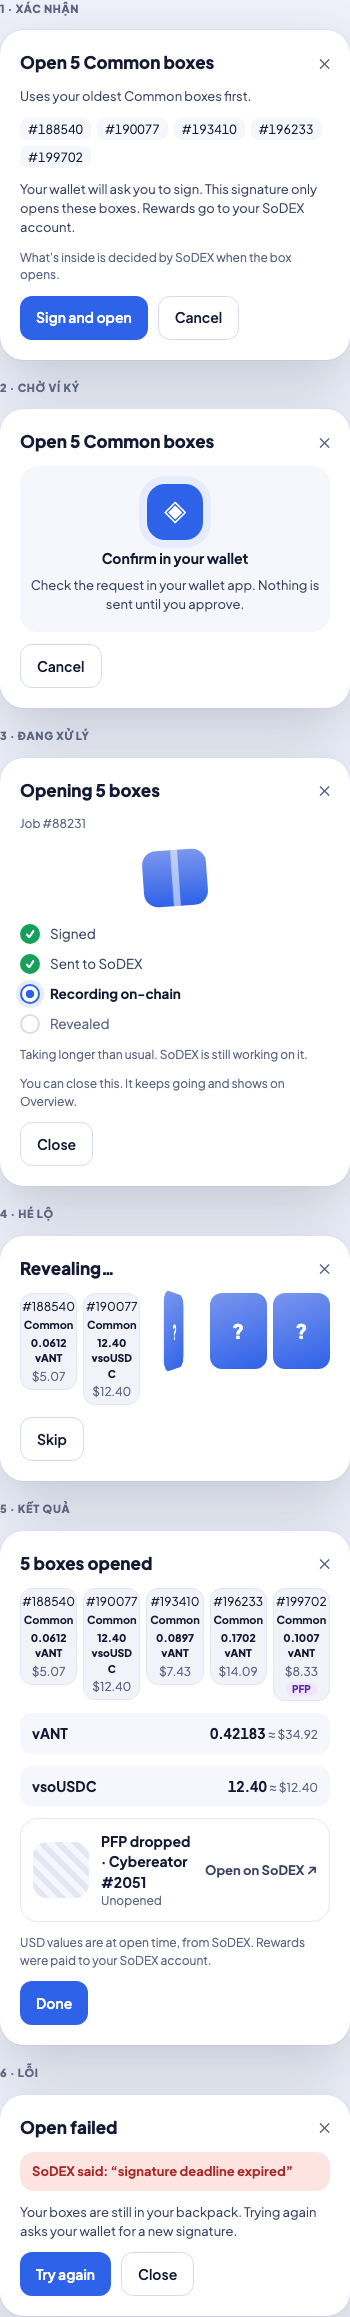 1 · XÁC NHẬN
Open 5 Common boxes
Uses your oldest Common boxes first.
#188540 #190077 #193410 #196233
#199702
Your wallet will ask you to sign. This signature only
opens these boxes. Rewards go to your SoDEX
account.
What's inside is decided by SoDEX when the box
opens.
Sign and open Cancel
2 · CHỜ VÍ KÝ
Open 5 Common boxes
Confirm in your wallet
Check the request in your wallet app. Nothing is
sent until you approve.
Cancel
3 · ĐANG XỬ LÝ
Opening 5 boxes
Job #88231
Signed
Sent to SoDEX
Recording on-chain
Revealed
Taking longer than usual. SoDEX is still working on it.
You can close this. It keeps going and shows on
Overview.
Close
4 · HÉ LỘ
Revealing…
#188540 #190077
Common Common
0.0612 12.40
vANT vsoUSD
C
$5.07 $12.40
? ? ?
Skip
5 · KẾT QUẢ
5 boxes opened
#188540 #190077 #193410 #196233 #199702
Common Common Common Common Common
0.0612 12.40 0.0897 0.1702 0.1007
vANT vsoUSD vANT vANT vANT
C
$5.07 $12.40 $7.43 $14.09 $8.33
PFP
vANT 0.42183 ≈ $34.92
vsoUSDC 12.40 ≈ $12.40
PFP dropped
· Cybereator
#2051
Unopened
Open on SoDEX ↗
USD values are at open time, from SoDEX. Rewards
were paid to your SoDEX account.
Done
6 · LỖI
Open failed
SoDEX said: “signature deadline expired”
Your boxes are still in your backpack. Trying again
asks your wallet for a new signature.
Try again Close